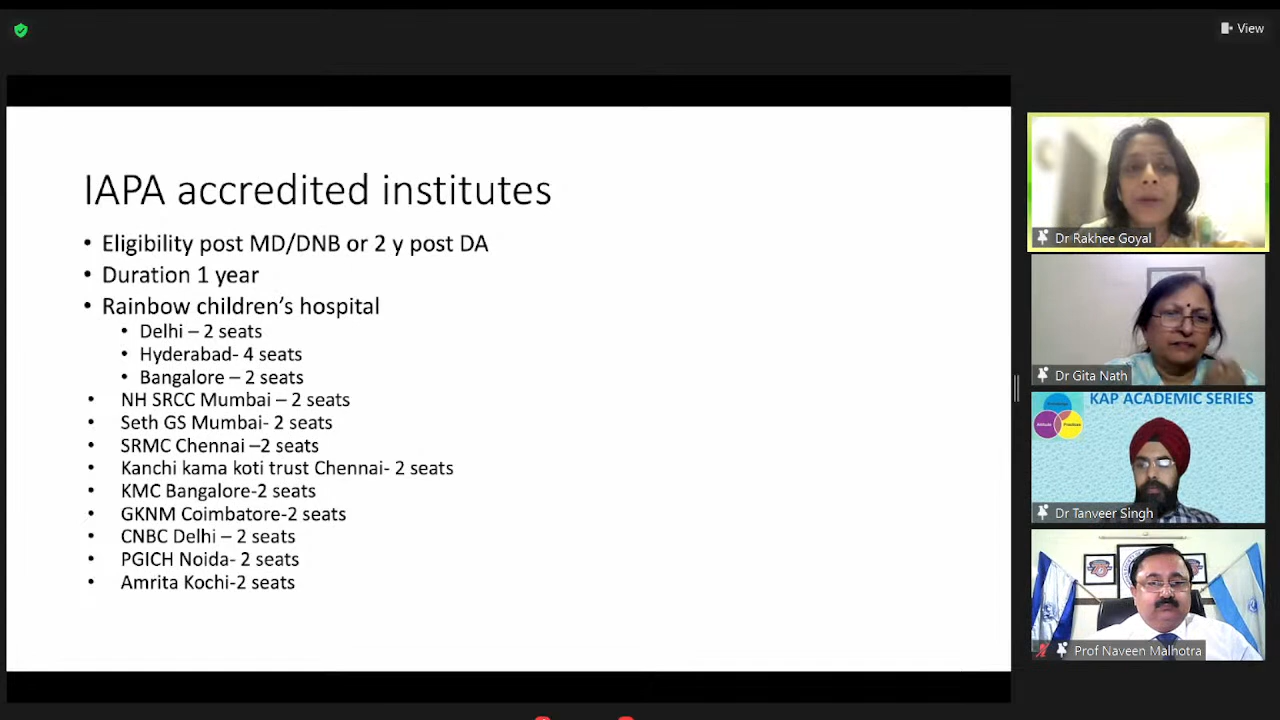 View
IAPA accredited institutes
• Eligibility post MD/DNB or 2 y post DA
• Duration 1 year
• Rainbow children’s hospital
• Delhi – 2 seats
• Hyderabad- 4 seats
• Bangalore – 2 seats
• NH SRCC Mumbai – 2 seats
• Seth GS Mumbai- 2 seats
• SRMC Chennai –2 seats
• Kanchi kama koti trust Chennai- 2 seats
• KMC Bangalore-2 seats
• GKNM Coimbatore-2 seats
• CNBC Delhi – 2 seats
• PGICH Noida- 2 seats
• Amrita Kochi-2 seats
Dr Rakhee Goyal
Dr Gita Nath
KAP ACADEMIC SERIES
Attitude
Practices
Dr Tanveer Singh
Prof Naveen Malhotra